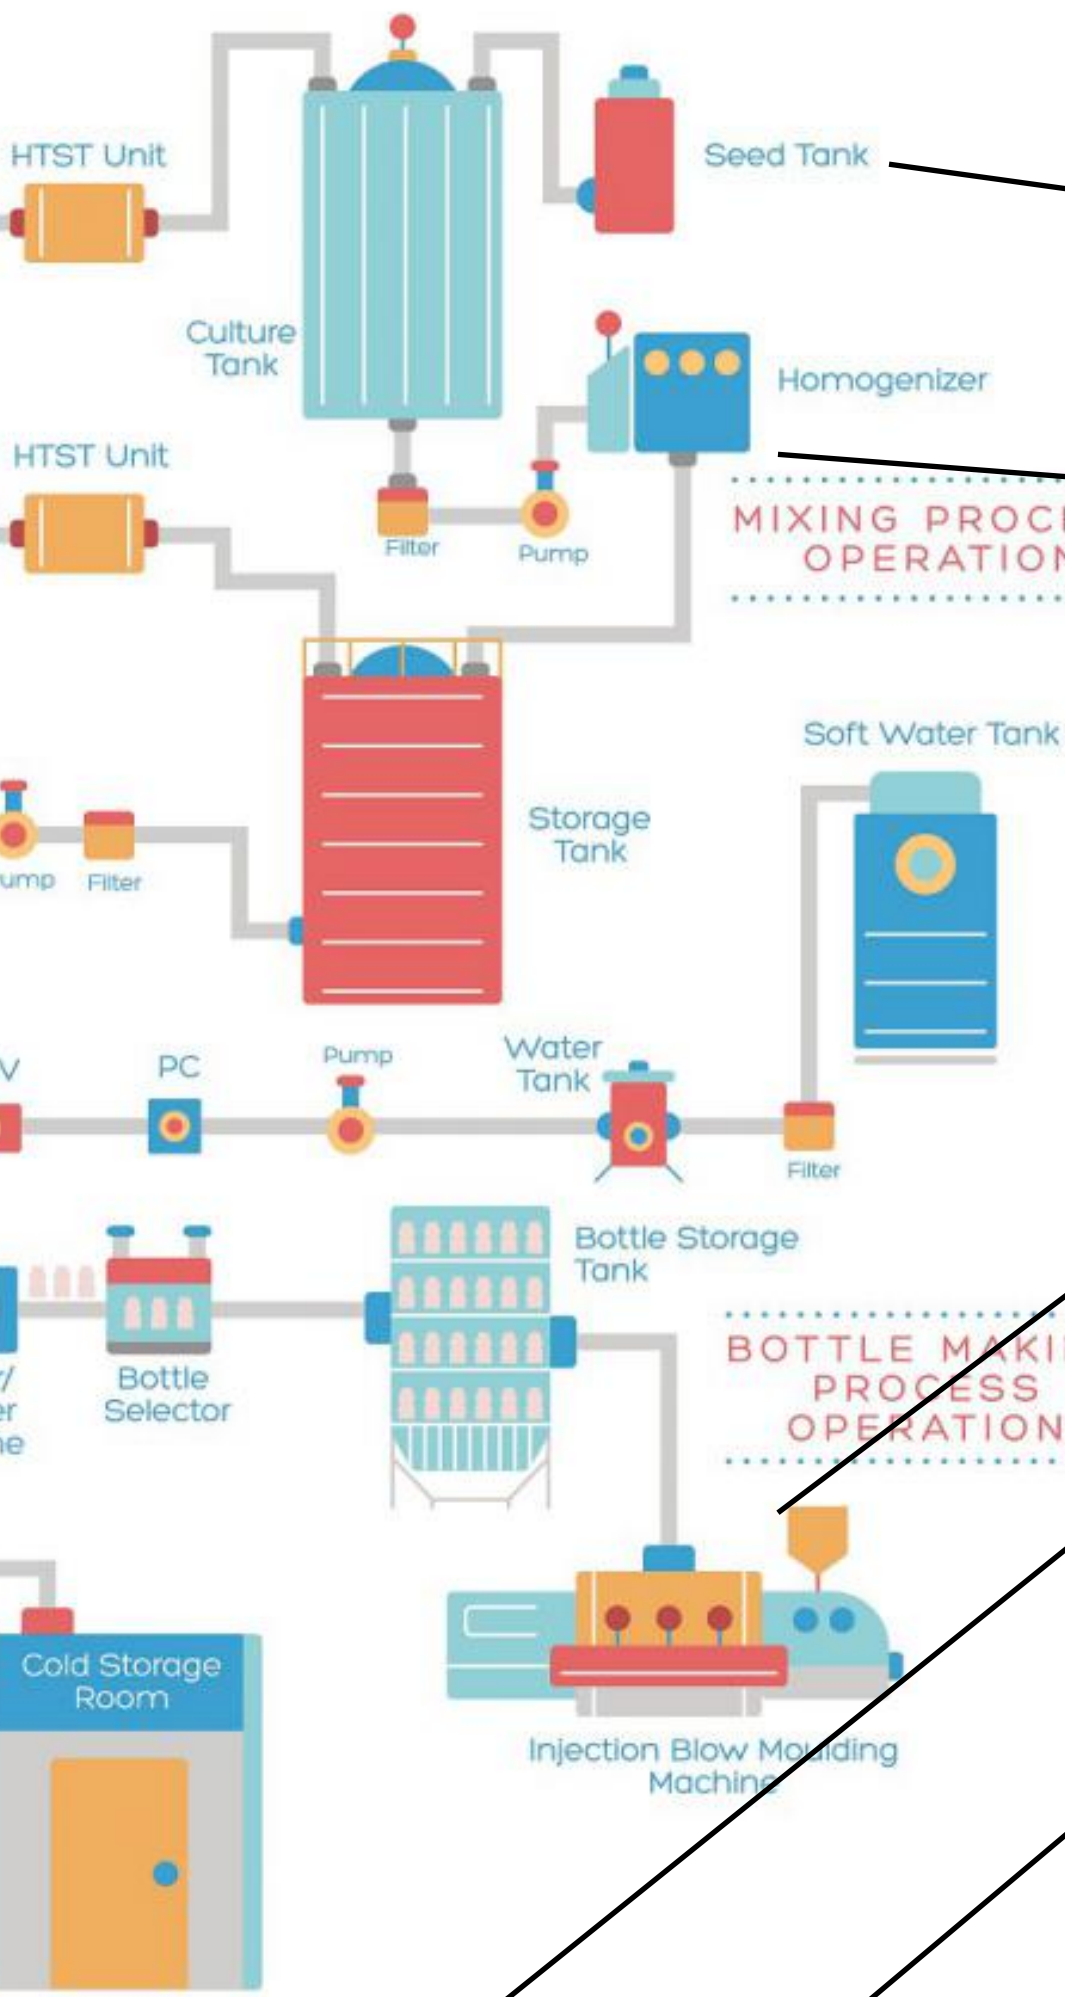 HTST Unit
Seed Tank
Culture
Tank
Homogenizer
HTST Unit
Filter
Pump
MIXING PROC
OPERATION
Soft Water Tank
Storage
Tank
ump
Filter
Water
Tank
Pump
PC
V
Filter
Bottle Storage
Tank
BOTTLE MAKI
PROCESS
OPERATION
Bottle
Selector
/
er
ne
Cold Storage
Room
Injection Blow Moulding
Machine